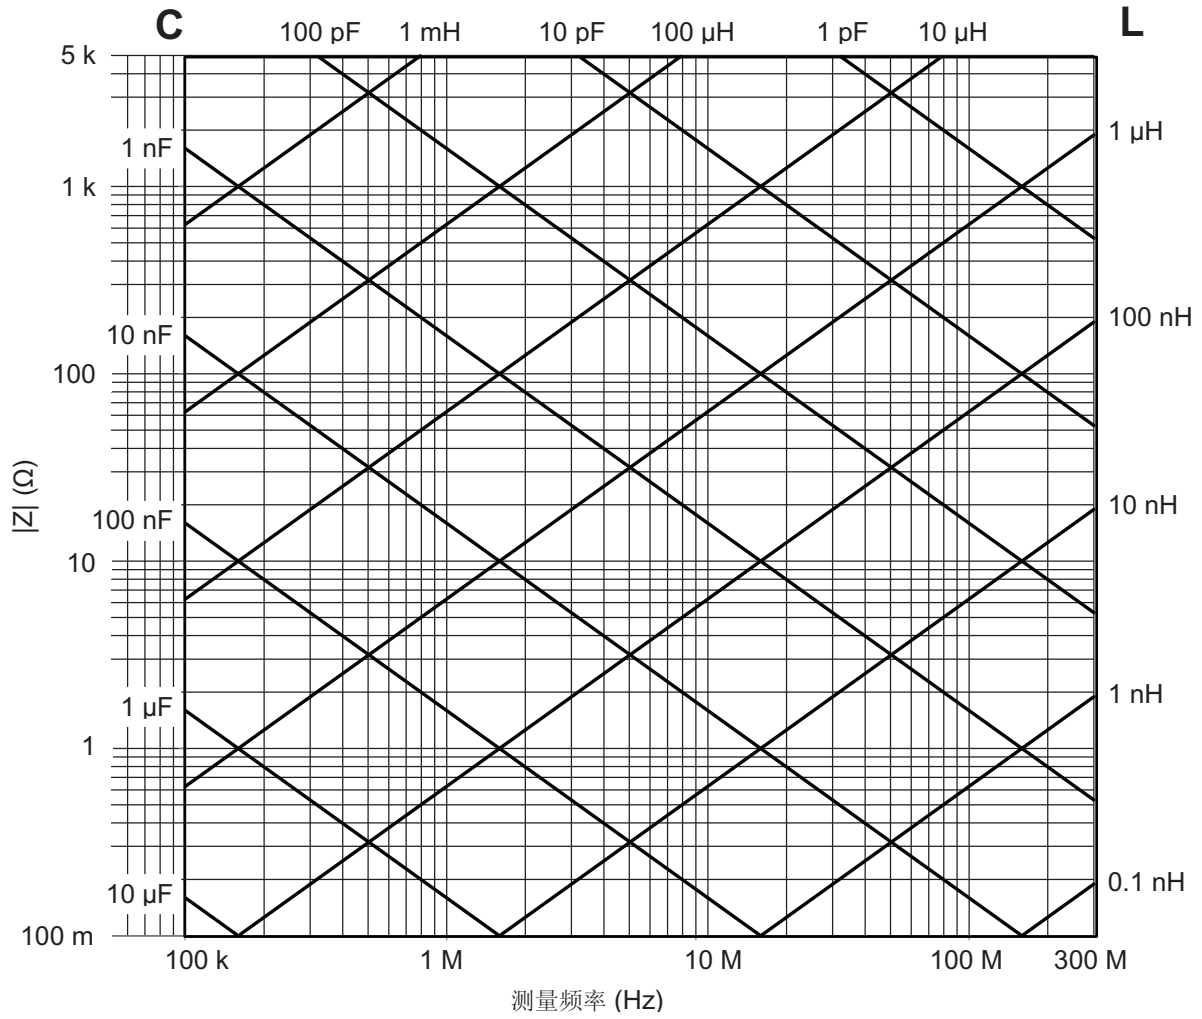 C
100 pF
1 mH
10 pF
100 µH
1 pF
10 µH
L
5 k
1 nF
1 k
10 nF
100
100 nF
10
1 µF
1
10 µF
100 m
1 µH
100 nH
10 nH
1 nH
0.1 nH
|Z| (Ω)
100 k
1 M
10 M
100 M
300 M
测量频率 (Hz)